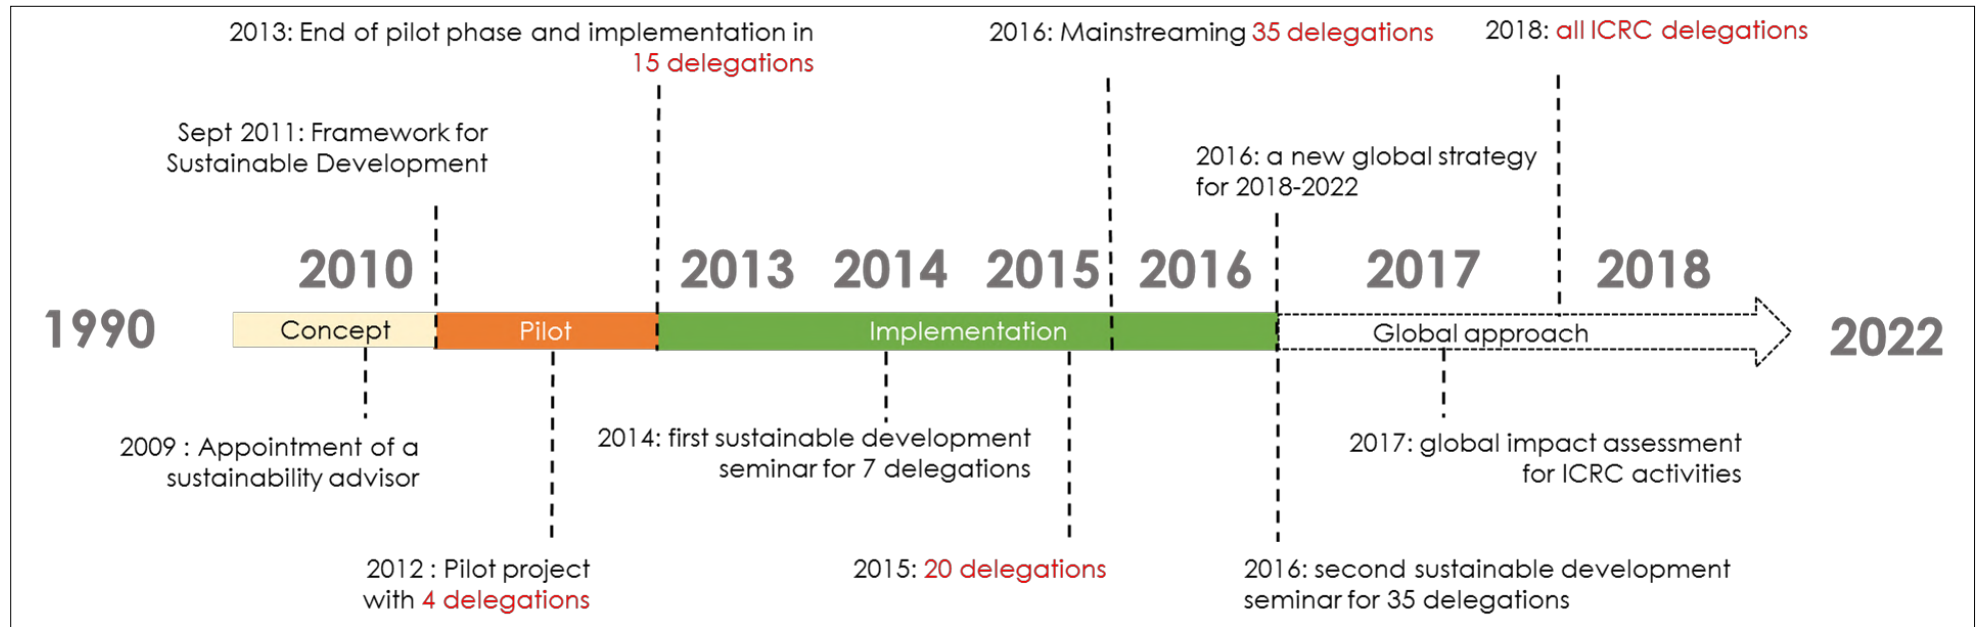 2013: End of pilot phase and implementation in
15 delegations
2016: Mainstreaming 35 delegations
2018: all ICRC delegations
Sept 2011: Framework for
Sustainable Development
2016: a new global strategy
for 2018-2022
1990
2010
2013
2014
2015
2016
2017
2018
2022
Concept
Pilot
Implementation
Global approach
2009 : Appointment of a
sustainability advisor
2014: first sustainable development
seminar for 7 delegations
2017: global impact assessment
for ICRC activities
2012 : Pilot project
with 4 delegations
2015: 20 delegations
2016: second sustainable development
seminar for 35 delegations